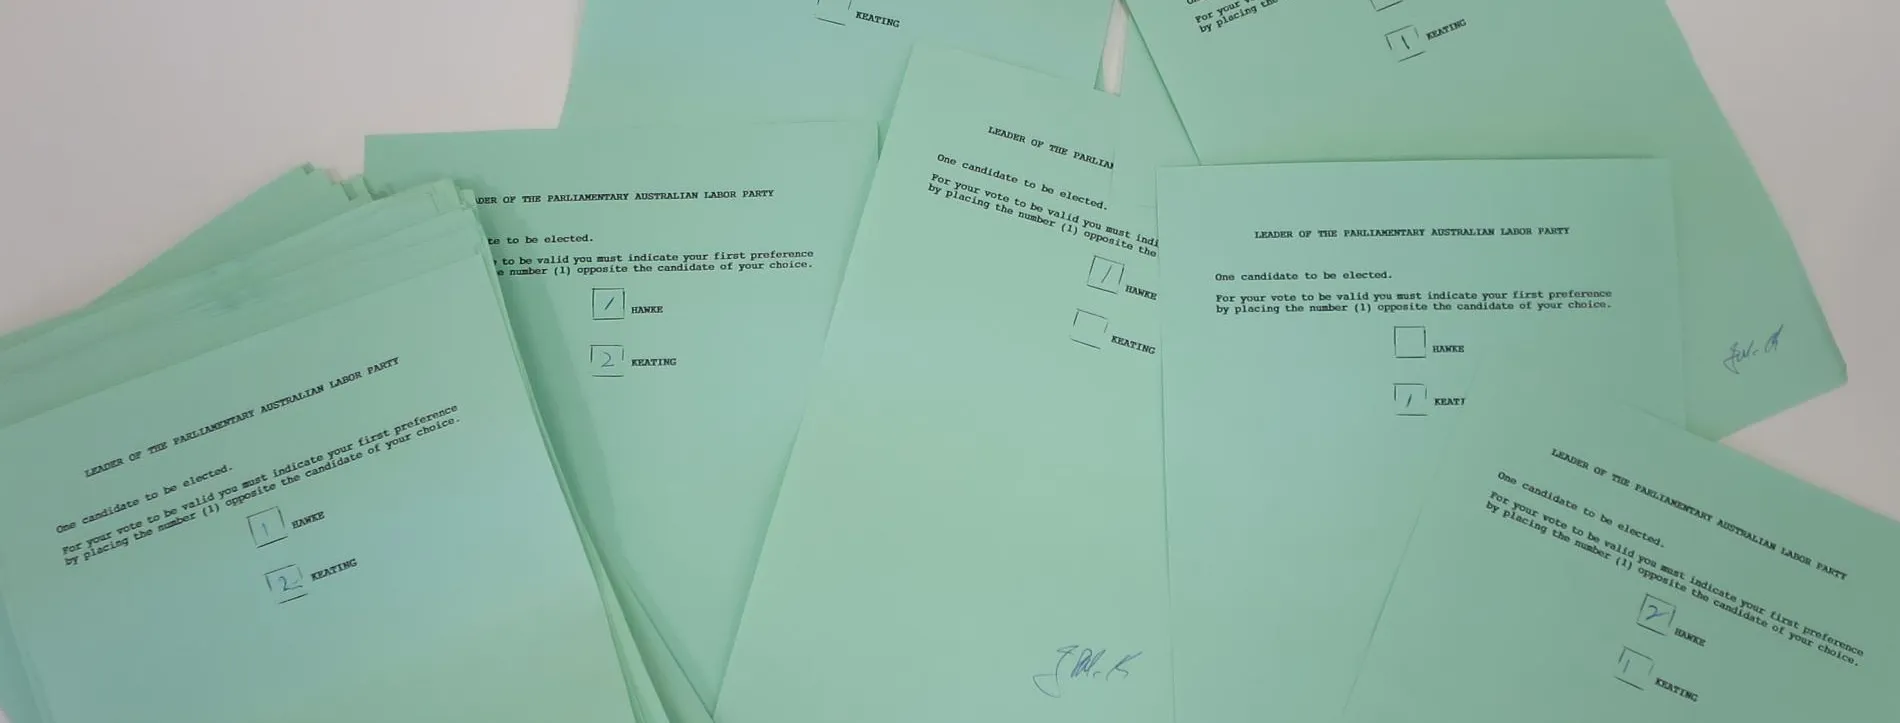 KEATING
For your
by placing the
1 KEATING
LEADER OF THE PARLIAMENTARY AUSTRALIAN LABOR PARTY
One candidate to be elected.
For your vote to be valid you must indicate your first preference
by placing the number (1) opposite the candidate of your choice.
1 HAWKE
2 KEATING
DER OF THE PARLIAMENTARY AUSTRALIAN LABOR PARTY
te to be elected.
to be valid you must indicate your first preference
e number (1) opposite the candidate of your choice.
1 HAWKE
2 KEATING
LEADER OF THE PARLIA
One candidate to be elected.
For your vote to be valid you must indi
by placing the number (1) opposite the
1 HAWKE
KEATING
LEADER OF THE PARLIAMENTARY AUSTRALIAN LABOR PARTY
One candidate to be elected.
For your vote to be valid you must indicate your first preference
by placing the number (1) opposite the candidate of your choice.
HAWKE
1 KEAT
LEADER OF THE PARLIAMENTARY AUSTRALIAN LABOR PARTY
One candidate to be elected.
For your vote to be valid you must indicate your first preference
by placing the number (1) opposite the candidate of your choice.
2 HAWKE
1 KEATING